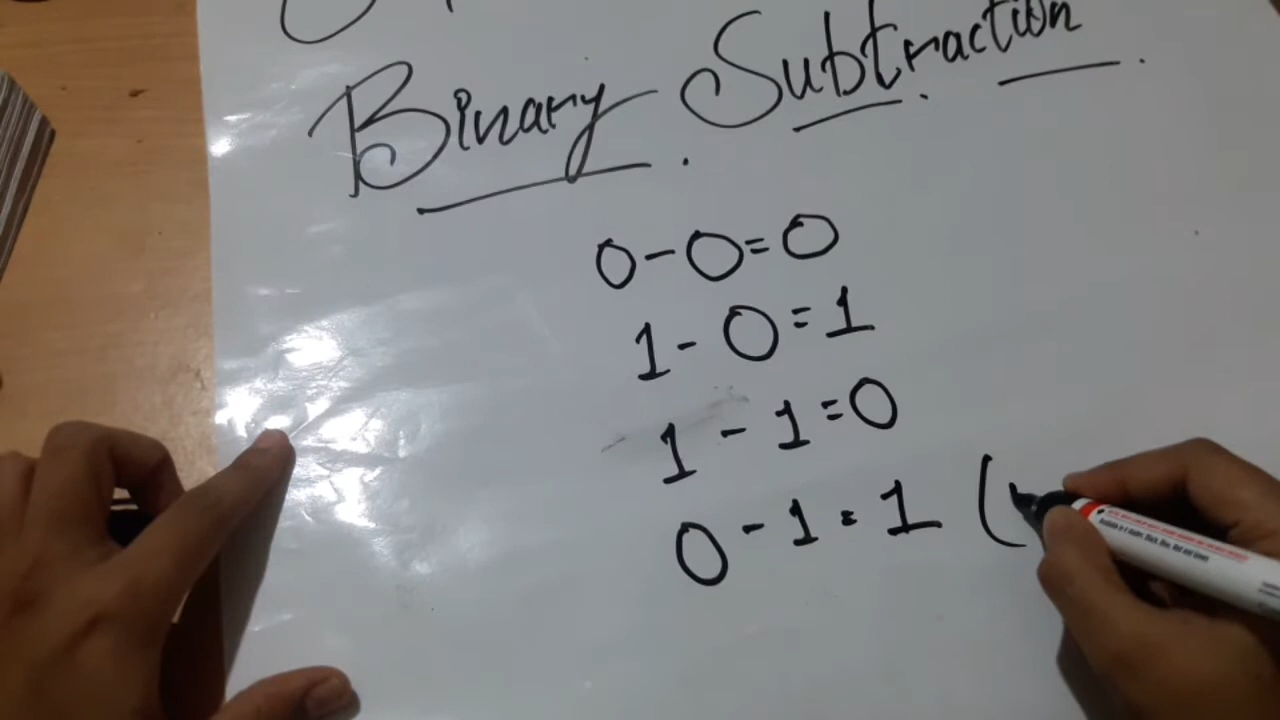 Binary Subtraction
0-0=0
1-0=1
1-1=0
0-1=1 (